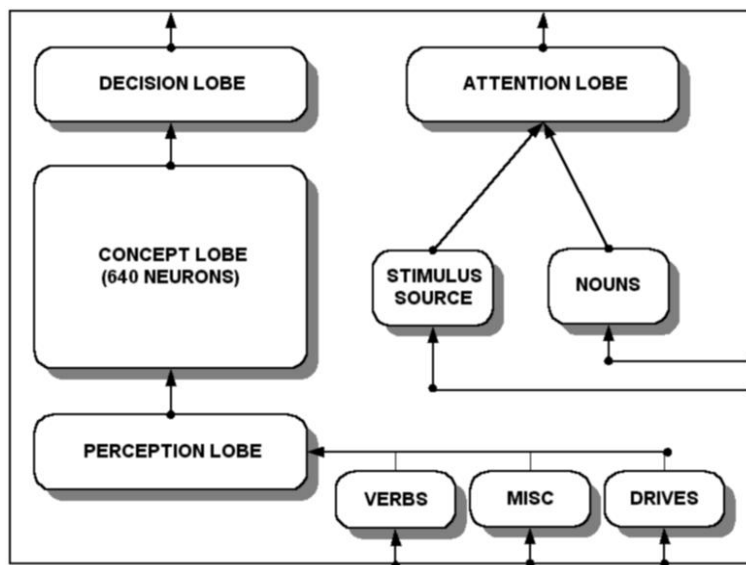 DECISION LOBE
ATTENTION LOBE
CONCEPT LOBE
(640 NEURONS)
STIMULUS
SOURCE
NOUNS
PERCEPTION LOBE
VERBS
MISC
DRIVES